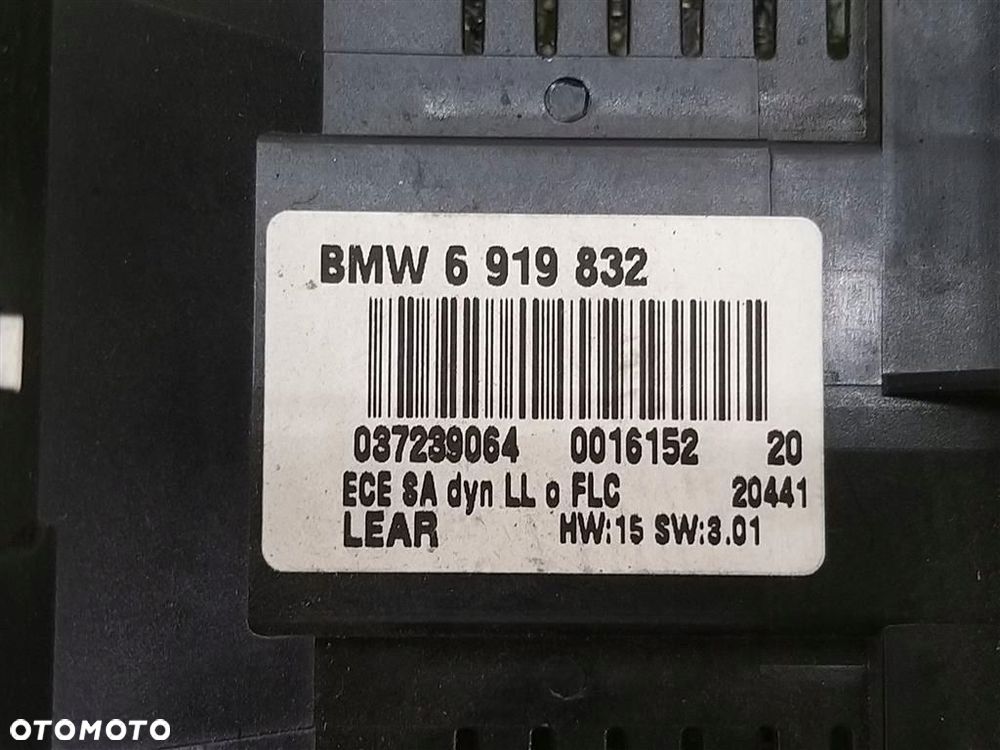 BMW 6 919 832
037239064 0016152 20
ECE SA dyn LL o FLC 20441
LEAR HW:15 SW:3.01
OTOMOTO